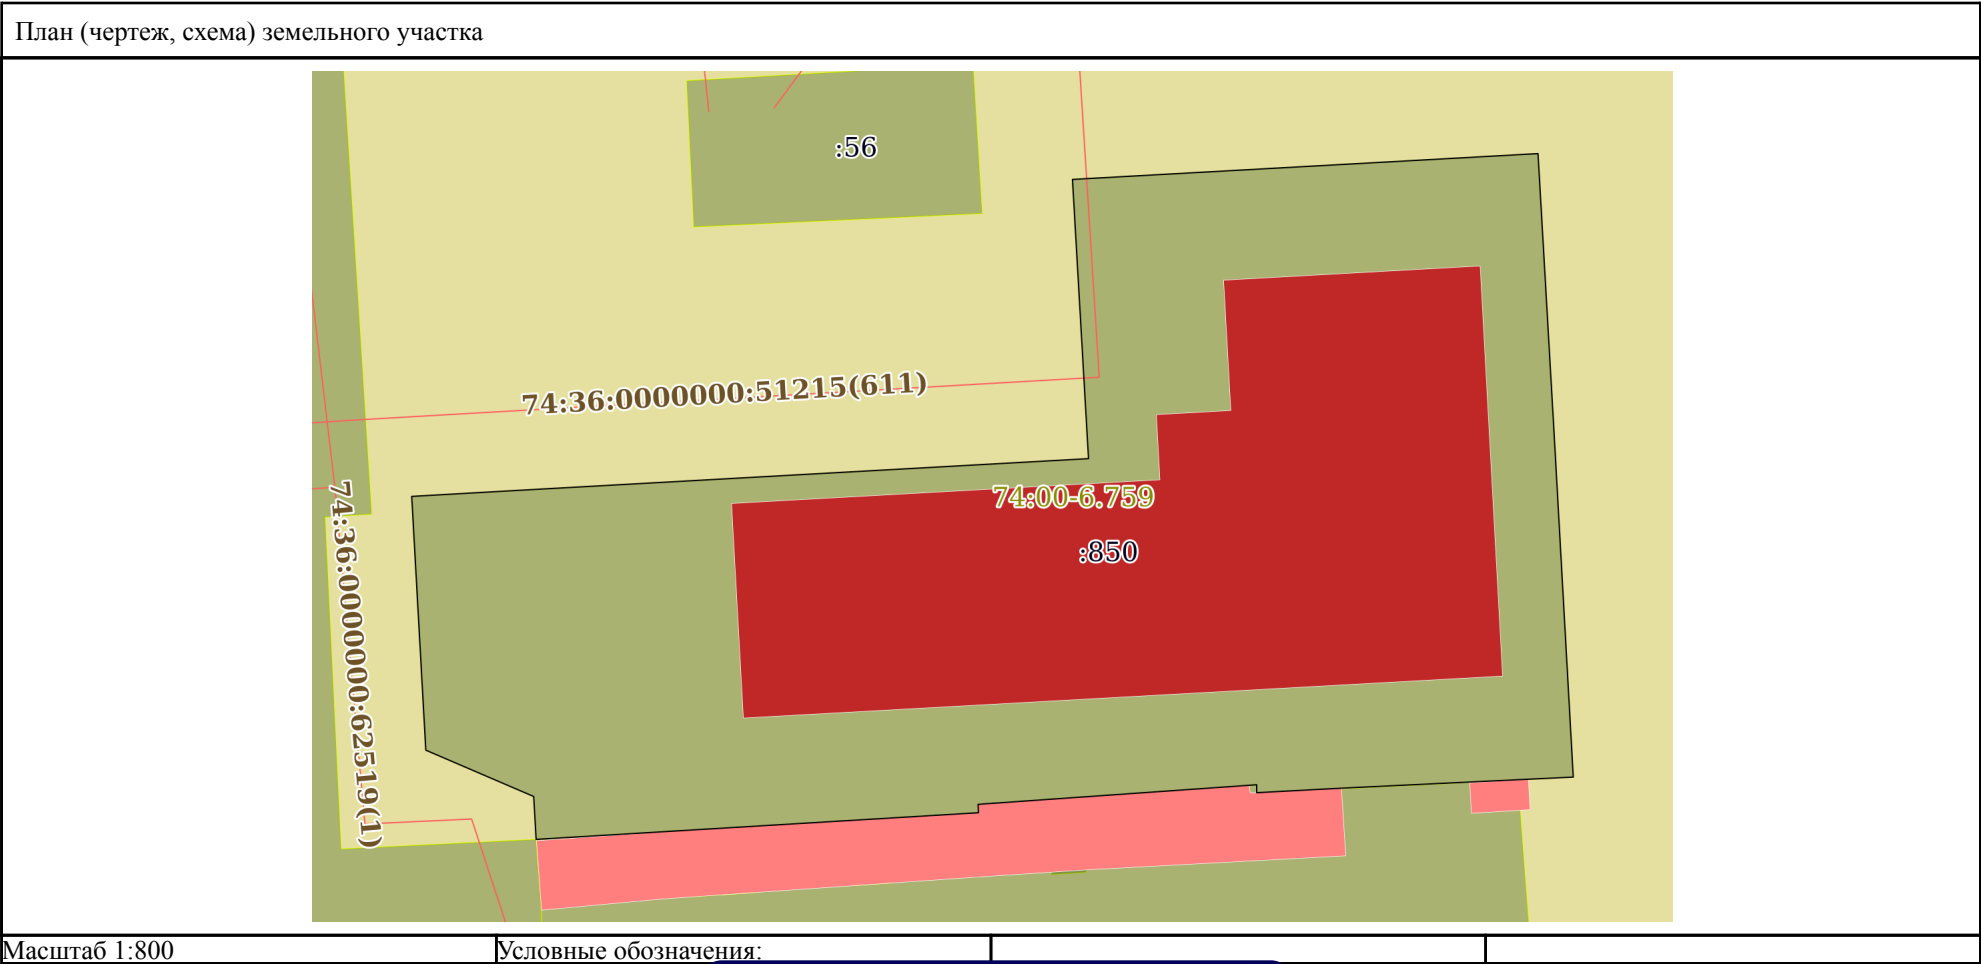 План (чертеж, схема) земельного участка
:56
74:36:0000000:51215(611)
74:36:0000000:62519(1)
74:00-6.759
:850
Масштаб 1:800
Условные обозначения: